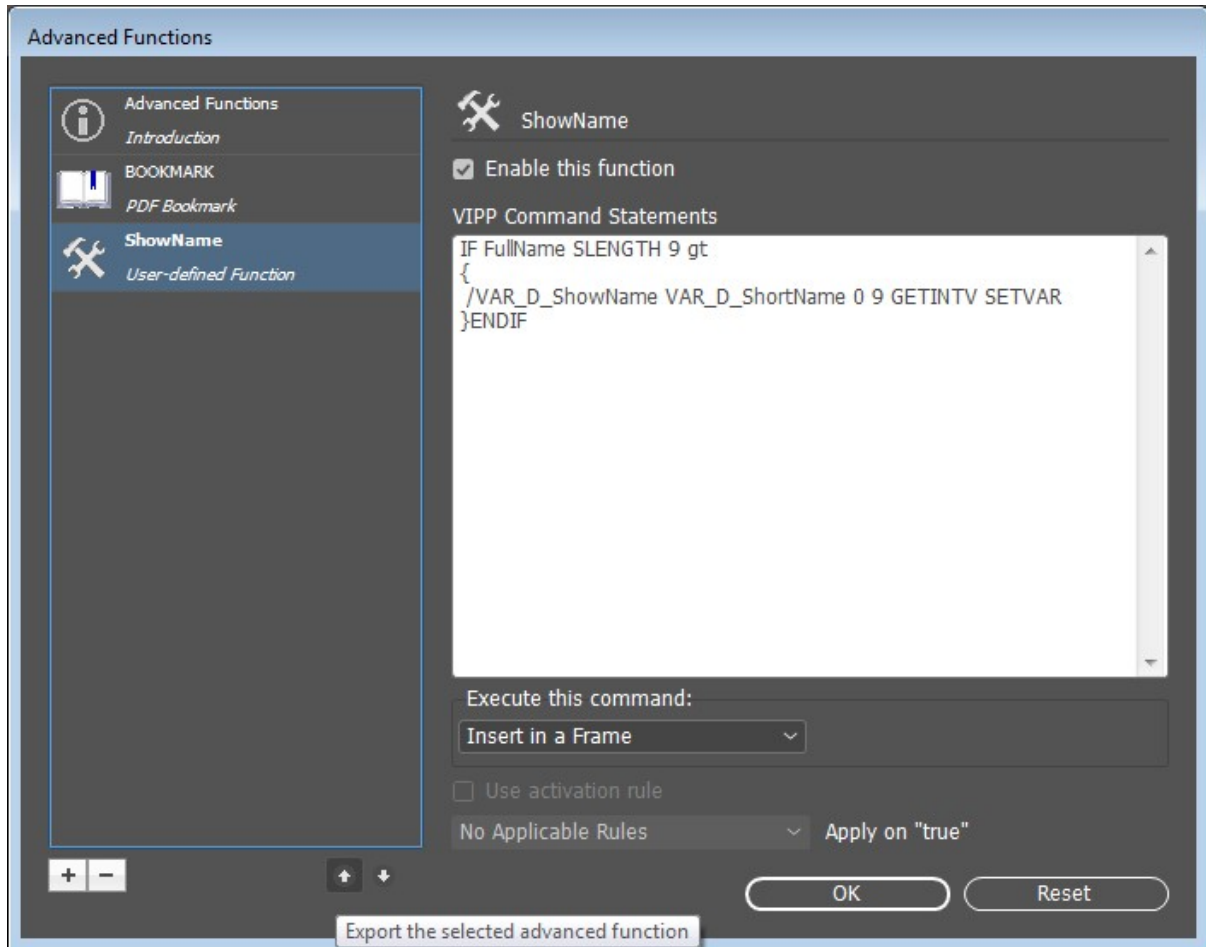 Advanced Functions
Advanced Functions
Introduction
BOOKMARK
PDF Bookmark
ShowName
User-defined Function
ShowName
Enable this function
VIPP Command Statements
IF FullName SLENGTH 9 gt
{
/VAR_D_ShowName VAR_D_ShortName 0 9 GETINTV SETVAR
}ENDIF
Execute this command:
Insert in a Frame
Use activation rule
No Applicable Rules Apply on "true"
OK Reset
Export the selected advanced function